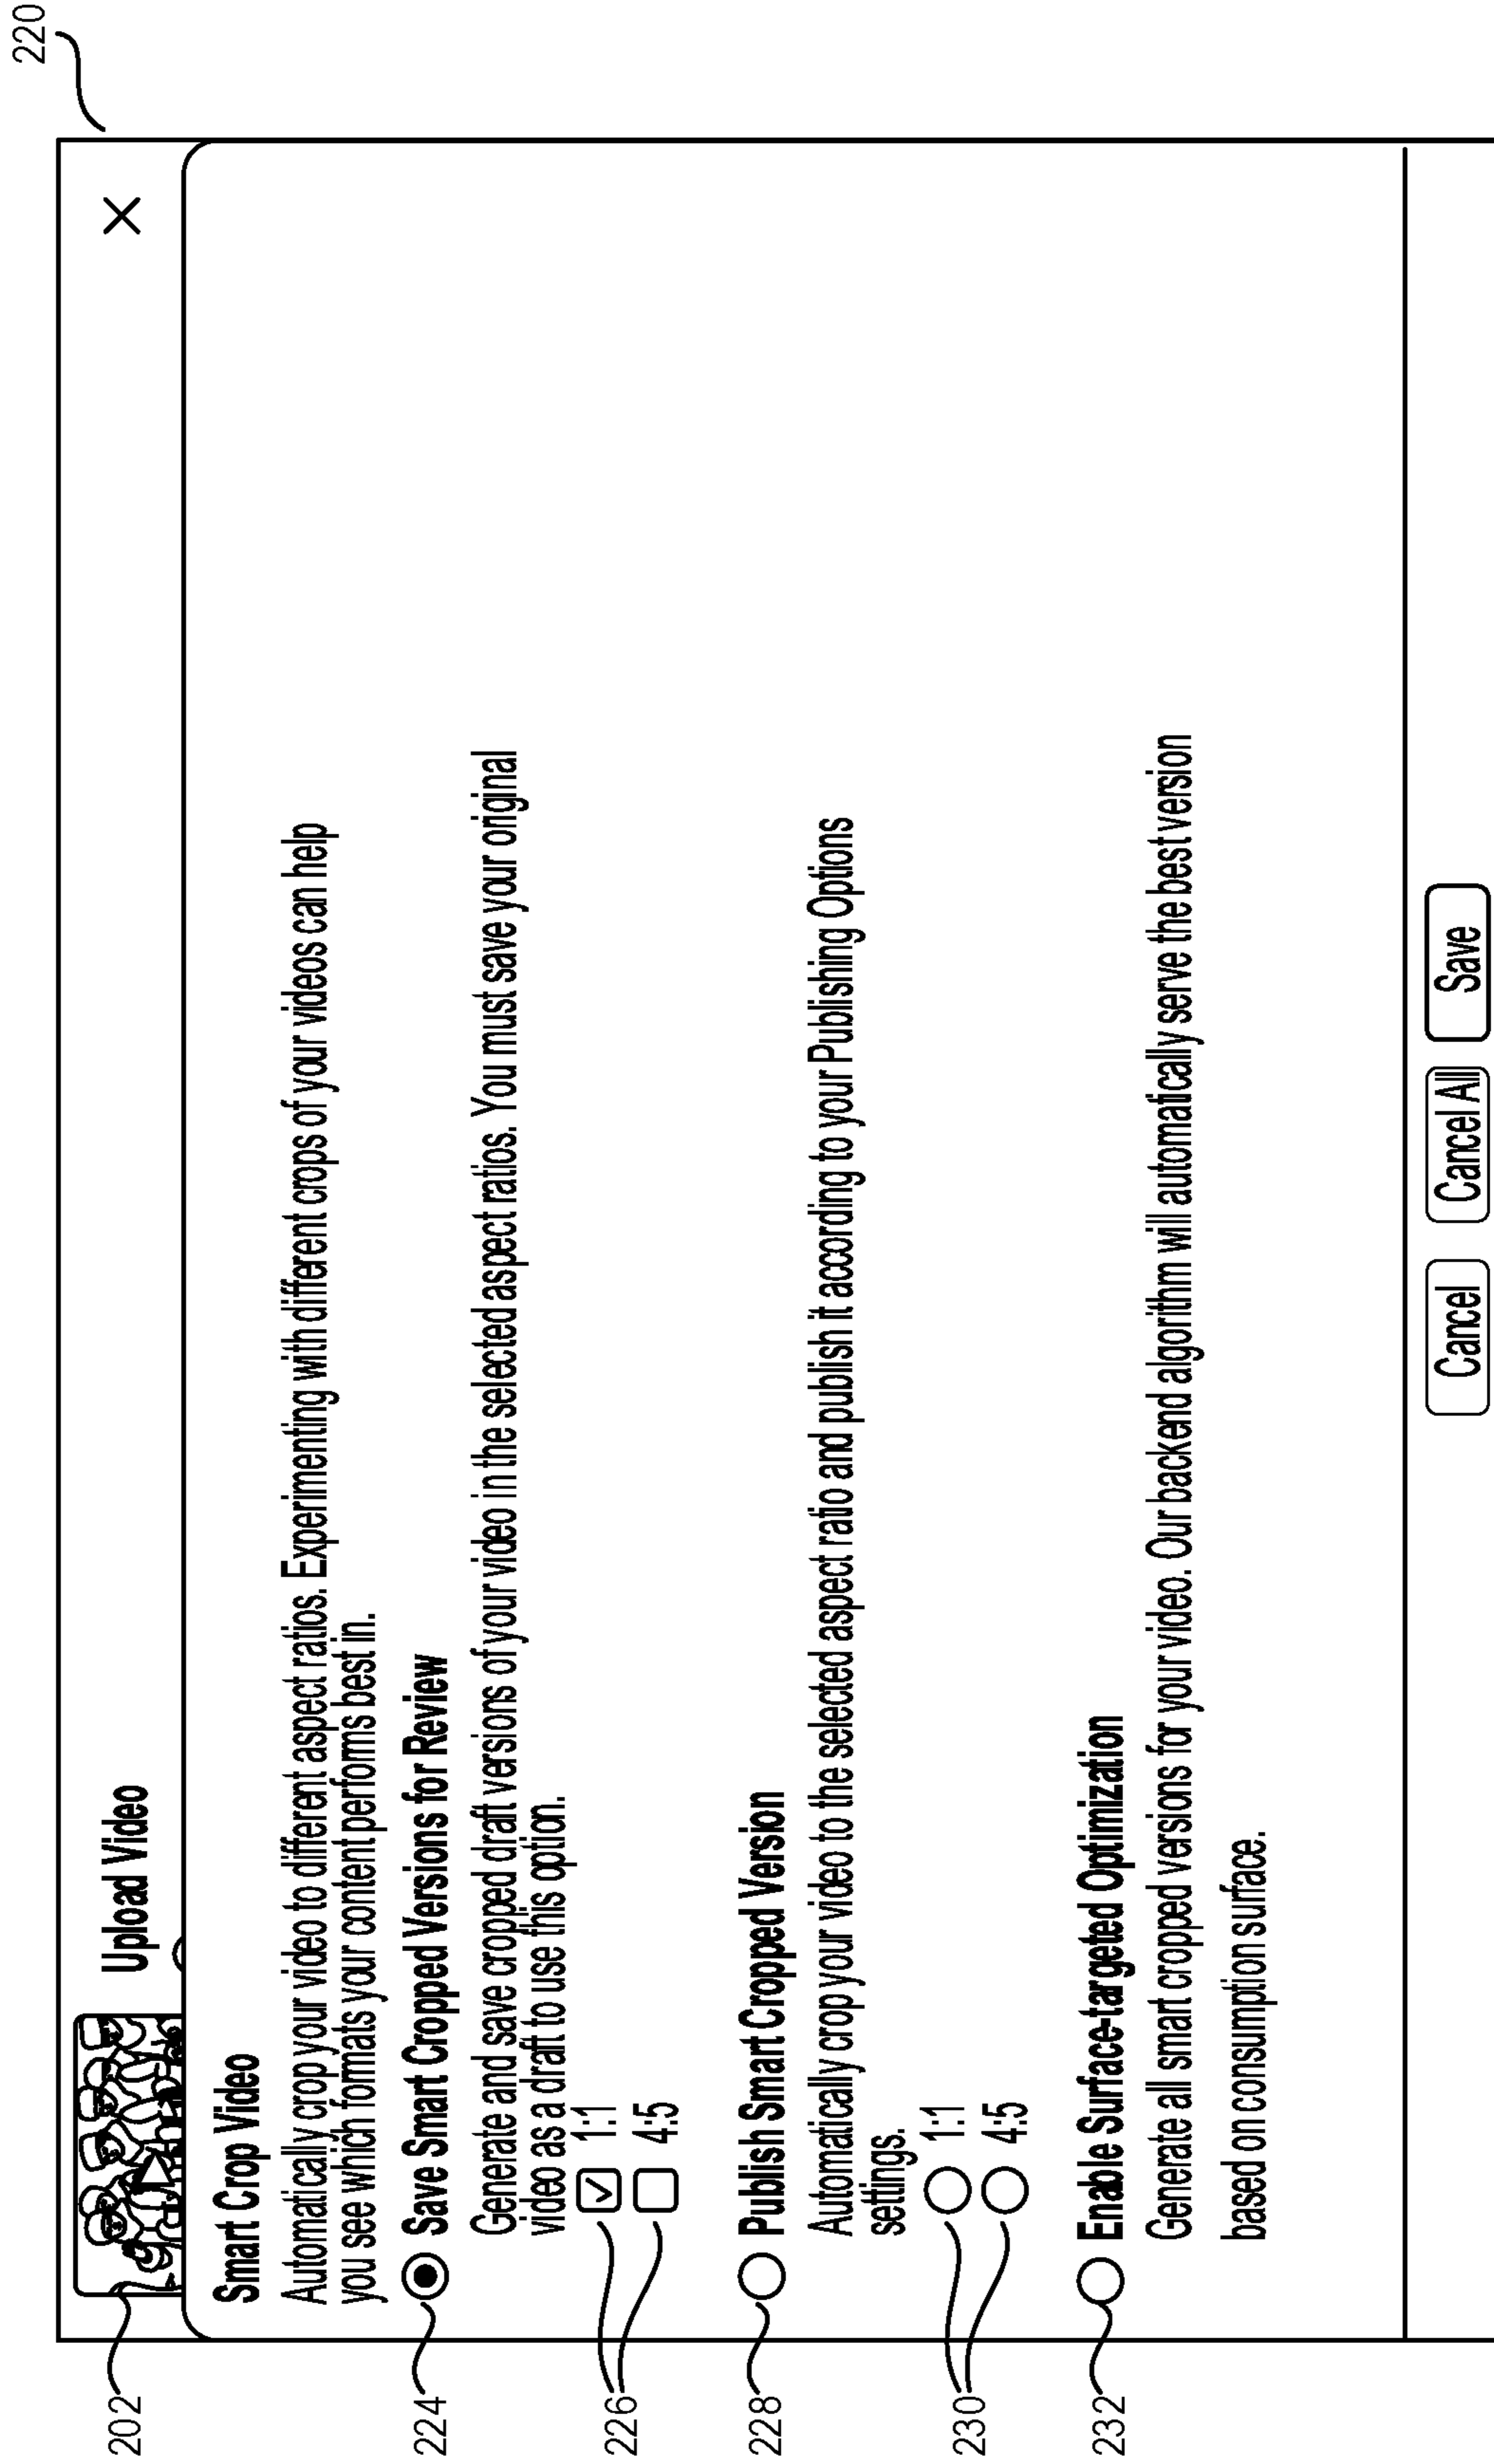 220
202
Upload Video
Smart Crop Video
Automatically crop your video to different aspect ratios. Experimenting with different crops of your videos can help
you see which formats your content performs best in.
224
Save Smart Cropped Versions for Review
Generate and save cropped draft versions of your video in the selected aspect ratios. You must save your original
video as a draft to use this option.
226
1:1
4:5
228
Publish Smart Cropped Version
Automatically crop your video to the selected aspect ratio and publish it according to your Publishing Options
settings.
230
1:1
4:5
232
Enable Surface-targeted Optimization
Generate all smart cropped versions for your video. Our backend algorithm will automatically serve the best version
based on consumption surface.
Cancel
Cancel All
Save